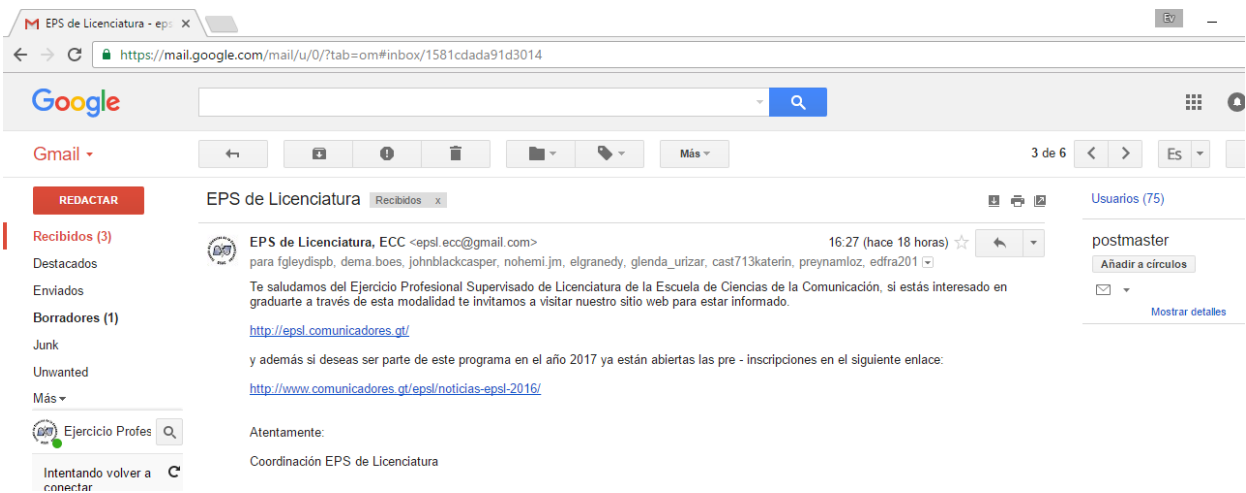 EPS de Licenciatura - eps
Ev
https://mail.google.com/mail/u/0/?tab=om#inbox/1581cdada91d3014
Google
Gmail
Más
3 de 6
Es
REDACTAR
EPS de Licenciatura Recibidos x
Usuarios (75)
Recibidos (3)
Destacados
Enviados
Borradores (1)
Junk
Unwanted
Más
Ejercicio Profes
Intentando volver a
conectar
EPS de Licenciatura, ECC <epsl.ecc@gmail.com>
16:27 (hace 18 horas)
para fgleydispb, dema.boes, johnblackcasper, nohemi.jm, elgranedy, glenda_urizar, cast713katerin, preynamloz, edfra201
Te saludamos del Ejercicio Profesional Supervisado de Licenciatura de la Escuela de Ciencias de la Comunicación, si estás interesado en
graduarte a través de esta modalidad te invitamos a visitar nuestro sitio web para estar informado.
http://epsl.comunicadores.gt/
y además si deseas ser parte de este programa en el año 2017 ya están abiertas las pre - inscripciones en el siguiente enlace:
http://www.comunicadores.gt/epsl/noticias-epsl-2016/
Atentamente:
Coordinación EPS de Licenciatura
postmaster
Añadir a círculos
Mostrar detalles